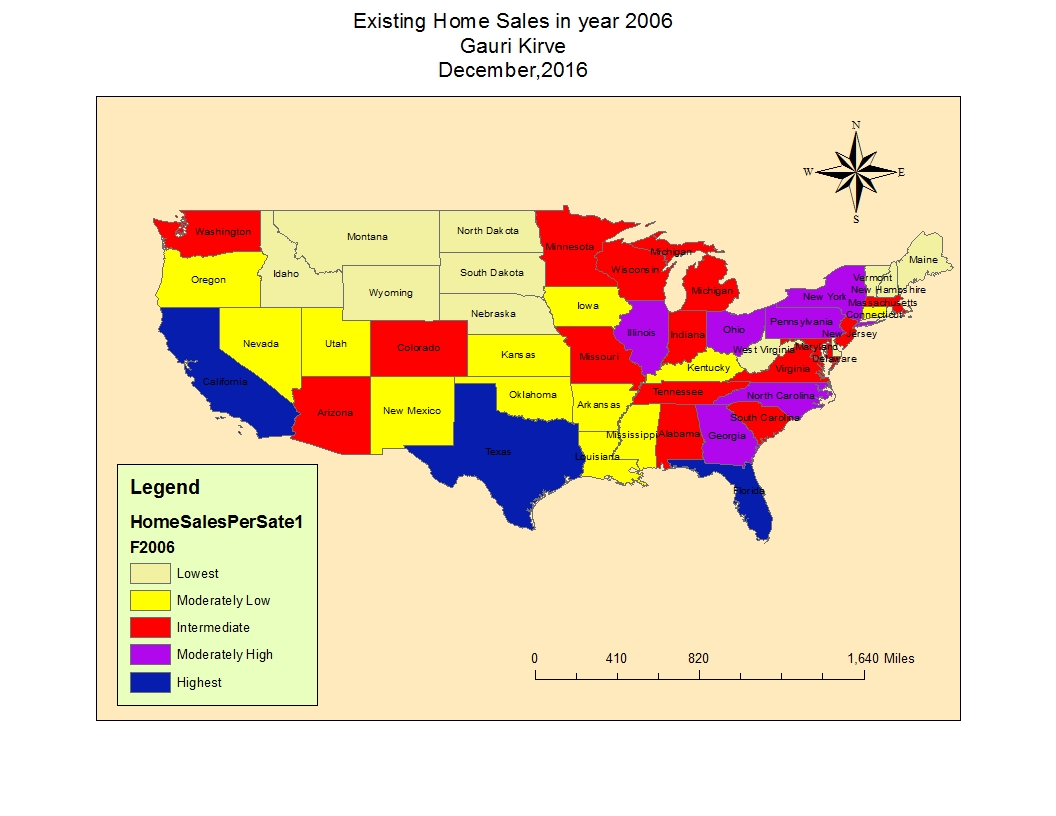 Existing Home Sales in year 2006
Gauri Kirve
December,2016
N
W
E
S
Washington
Montana
North Dakota
Minnesota
Michigan
Maine
Oregon
Idaho
South Dakota
Wisconsin
Vermont
Wyoming
Michigan
New Hampshire
New York
Massachusetts
Iowa
Nebraska
Connecticut
Pennsylvania
Illinois
Indiana
Ohio
New Jersey
Nevada
Utah
Colorado
Kansas
Missouri
West Virginia
Maryland
Delaware
Kentucky
Virginia
California
Oklahoma
Tennessee
North Carolina
Arizona
New Mexico
Arkansas
South Carolina
Mississippi
Alabama
Georgia
Texas
Louisiana
Florida
Legend
HomeSalesPerSate1
F2006
Lowest
Moderately Low
Intermediate
Moderately High
Highest
0 410 820 1,640 Miles